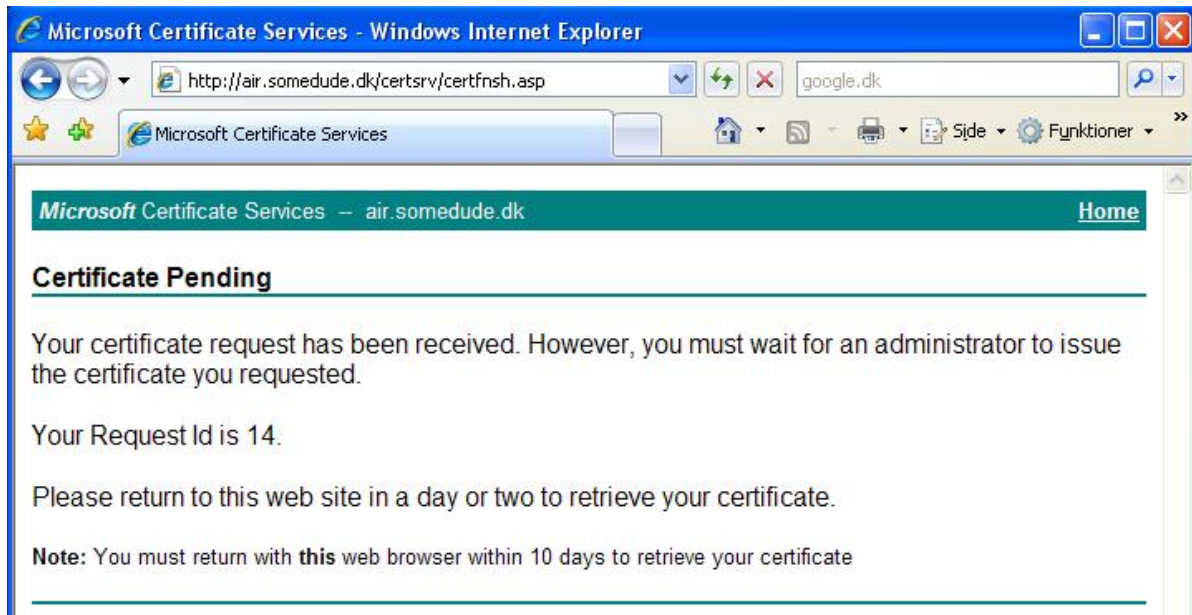 Microsoft Certificate Services - Windows Internet Explorer
http://air.somedude.dk/certsrv/certfnsh.asp
google.dk
Microsoft Certificate Services
Side
Funktioner
»
Microsoft Certificate Services -- air.somedude.dk
Home
Certificate Pending
Your certificate request has been received. However, you must wait for an administrator to issue
the certificate you requested.
Your Request Id is 14.
Please return to this web site in a day or two to retrieve your certificate.
Note: You must return with this web browser within 10 days to retrieve your certificate